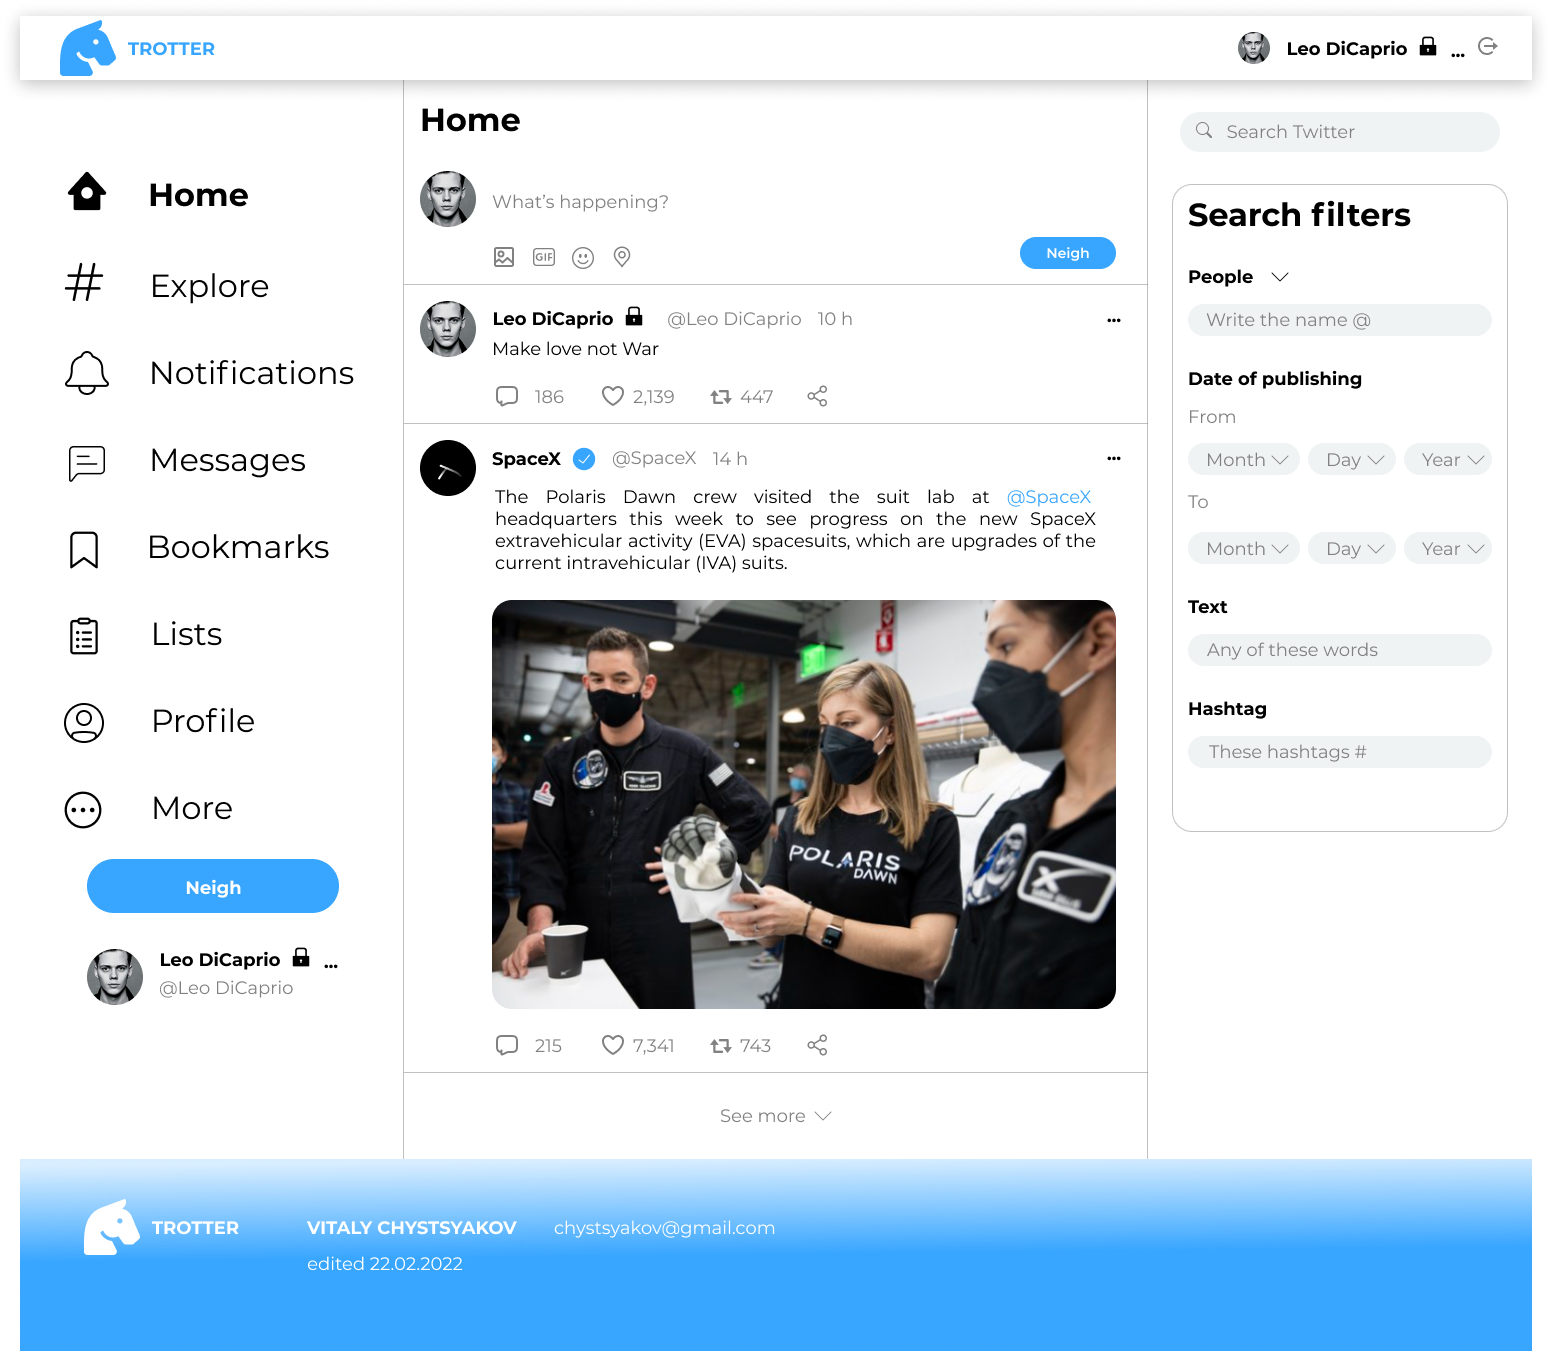 TROTTER
Leo DiCaprio ...
Home
Explore
Notifications
Messages
Bookmarks
Lists
Profile
More
Neigh
Leo DiCaprio ...
@Leo DiCaprio
Home
What's happening?
GIF
Neigh
Leo DiCaprio @Leo DiCaprio 10 h ...
Make love not War
186 2,139 447
SpaceX @SpaceX 14 h ...
The Polaris Dawn crew visited the suit lab at @SpaceX
headquarters this week to see progress on the new SpaceX
extravehicular activity (EVA) spacesuits, which are upgrades of the
current intravehicular (IVA) suits.
POLARIS
DAWN
215 7,341 743
See more
Search Twitter
Search filters
People
Write the name @
Date of publishing
From
Month Day Year
To
Month Day Year
Text
Any of these words
Hashtag
These hashtags #
TROTTER
VITALY CHYSTSYAKOV chystsyakov@gmail.com
edited 22.02.2022